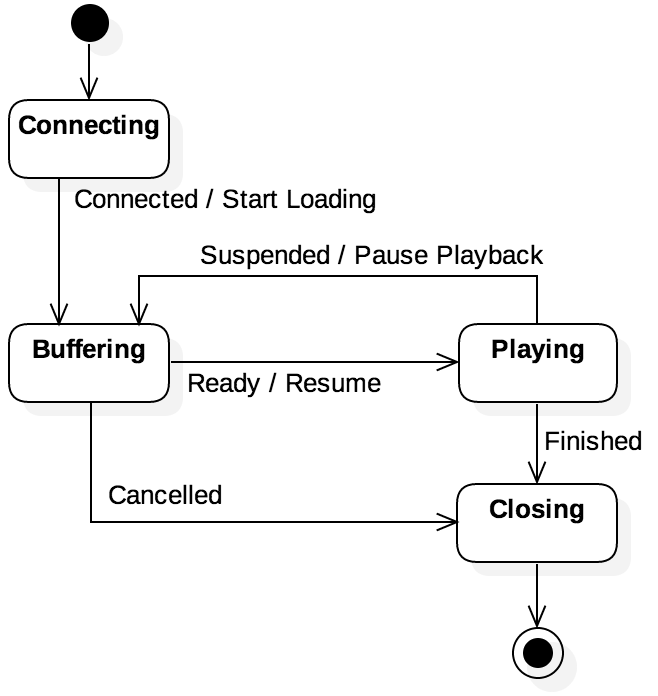 Connecting
Connected / Start Loading
Suspended / Pause Playback
Buffering
Playing
Ready / Resume
Finished
Cancelled
Closing